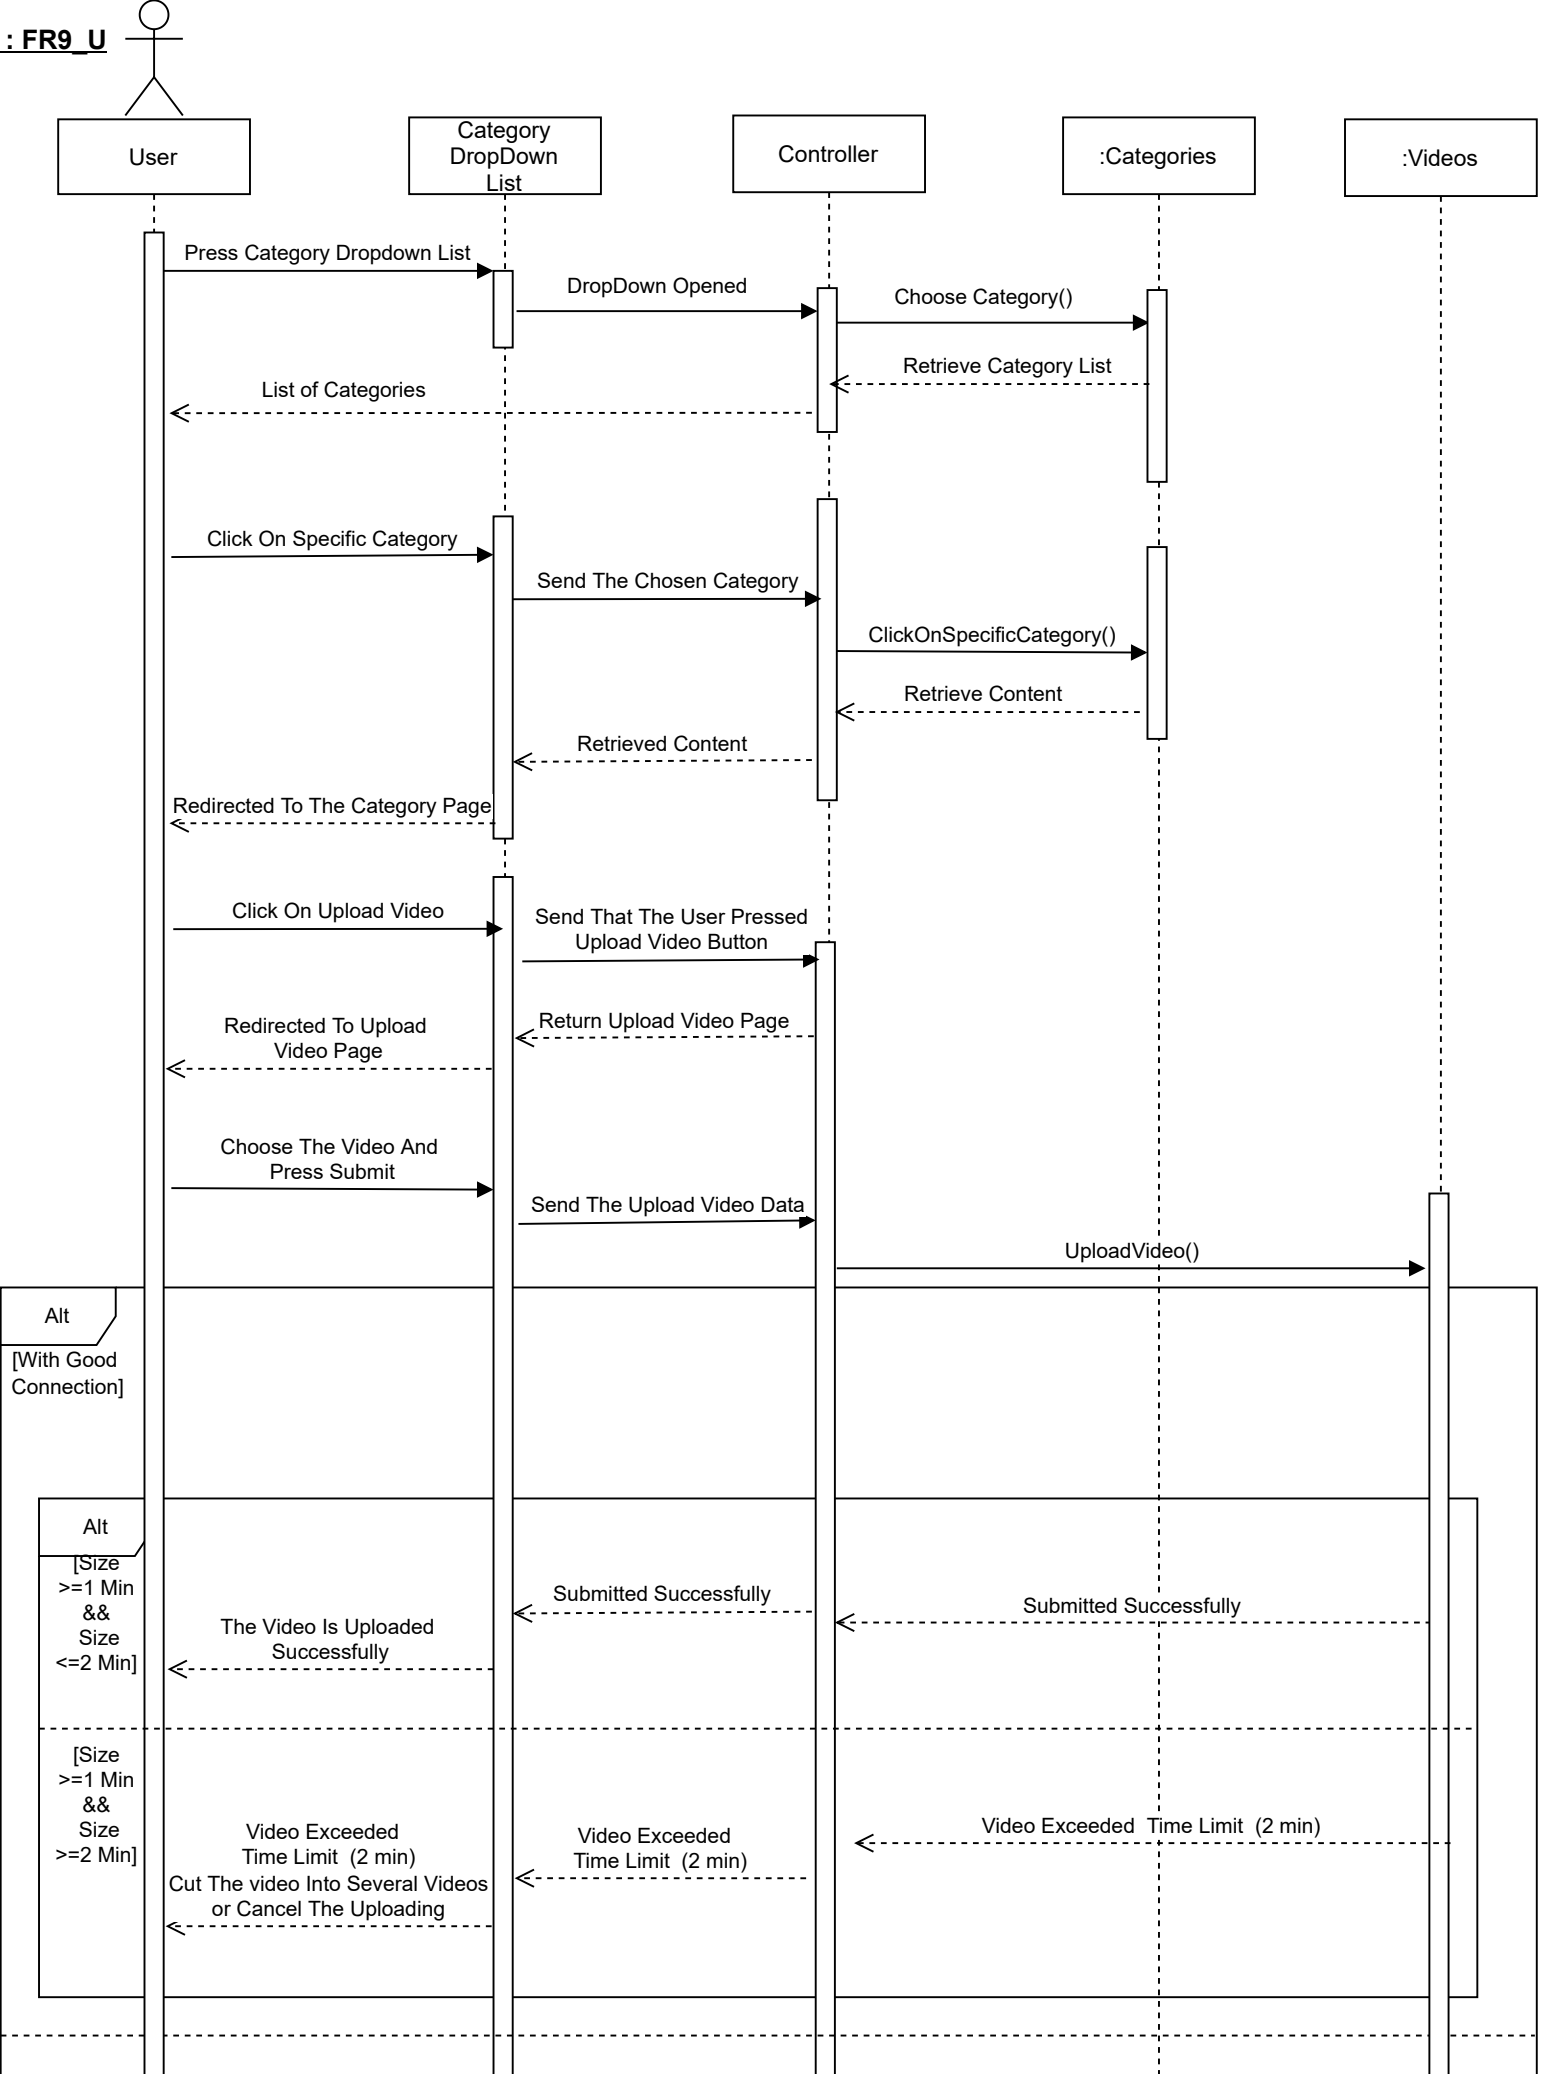 : FR9_U
User
Category
DropDown
List
Controller
:Categories
:Videos
Press Category Dropdown List
DropDown Opened
Choose Category()
Retrieve Category List
List of Categories
Click On Specific Category
Send The Chosen Category
ClickOnSpecificCategory()
Retrieve Content
Retrieved Content
Redirected To The Category Page
Click On Upload Video
Send That The User Pressed
Upload Video Button
Return Upload Video Page
Redirected To Upload
Video Page
Choose The Video And
Press Submit
Send The Upload Video Data
UploadVideo()
Alt
[With Good
Connection]
Alt
[Size
>=1 Min
&&
Size
<=2 Min]
Submitted Successfully
Submitted Successfully
The Video Is Uploaded
Successfully
[Size
>=1 Min
&&
Size
>=2 Min]
Video Exceeded Time Limit (2 min)
Video Exceeded
Time Limit (2 min)
Video Exceeded
Time Limit (2 min)
Cut The video Into Several Videos
or Cancel The Uploading